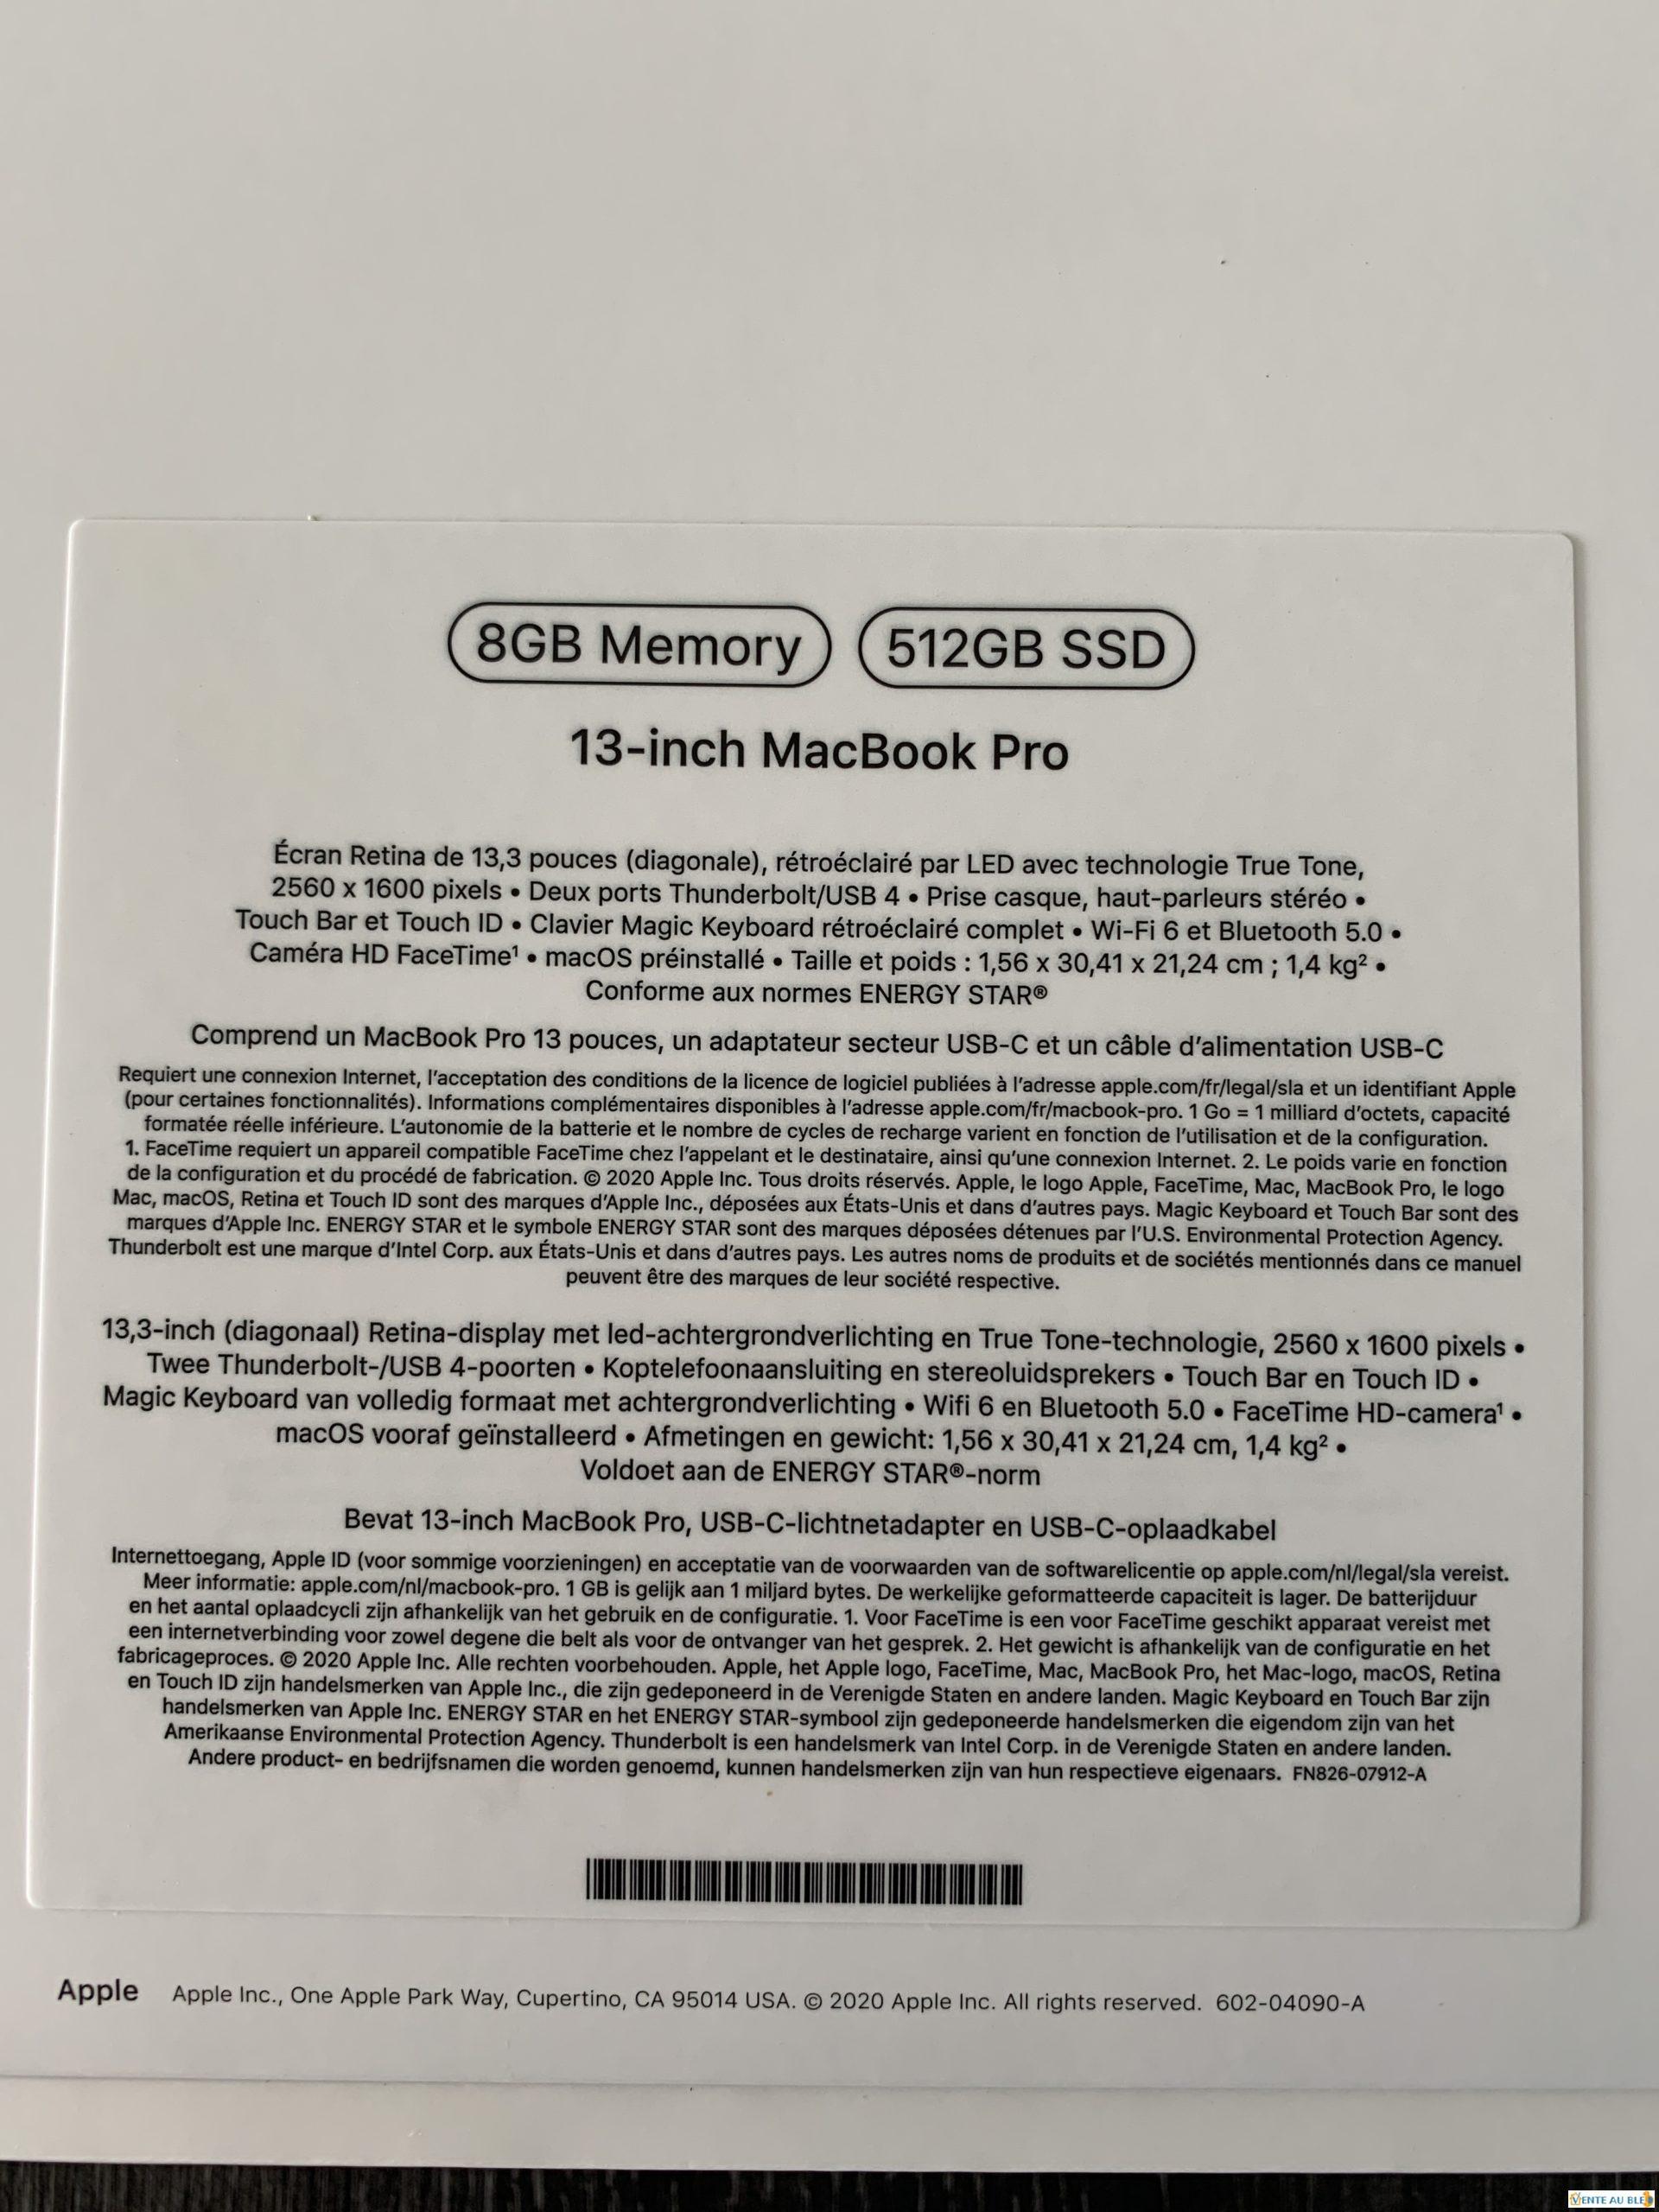 8GB Memory 512GB SSD
13-inch MacBook Pro
Écran Retina de 13,3 pouces (diagonale), rétroéclairé par LED avec technologie True Tone,
2560 x 1600 pixels • Deux ports Thunderbolt/USB 4 • Prise casque, haut-parleurs stéréo •
Touch Bar et Touch ID • Clavier Magic Keyboard rétroéclairé complet • Wi-Fi 6 et Bluetooth 5.0 •
Caméra HD FaceTime¹ • macOS préinstallé • Taille et poids : 1,56 x 30,41 x 21,24 cm ; 1,4 kg² •
Conforme aux normes ENERGY STAR®
Comprend un MacBook Pro 13 pouces, un adaptateur secteur USB-C et un câble d’alimentation USB-C
Requiert une connexion Internet, l’acceptation des conditions de la licence de logiciel publiées à l’adresse apple.com/fr/legal/sla et un identifiant Apple
(pour certaines fonctionnalités). Informations complémentaires disponibles à l’adresse apple.com/fr/macbook-pro. 1 Go = 1 milliard d’octets, capacité
formatée réelle inférieure. L’autonomie de la batterie et le nombre de cycles de recharge varient en fonction de l’utilisation et de la configuration.
1. FaceTime requiert un appareil compatible FaceTime chez l’appelant et le destinataire, ainsi qu’une connexion Internet. 2. Le poids varie en fonction
de la configuration et du procédé de fabrication. © 2020 Apple Inc. Tous droits réservés. Apple, le logo Apple, FaceTime, Mac, MacBook Pro, le logo
Mac, macOS, Retina et Touch ID sont des marques d’Apple Inc., déposées aux États-Unis et dans d’autres pays. Magic Keyboard et Touch Bar sont des
marques d’Apple Inc. ENERGY STAR et le symbole ENERGY STAR sont des marques déposées détenues par l’U.S. Environmental Protection Agency.
Thunderbolt est une marque d’Intel Corp. aux États-Unis et dans d’autres pays. Les autres noms de produits et de sociétés mentionnés dans ce manuel
peuvent être des marques de leur société respective.
13,3-inch (diagonaal) Retina-display met led-achtergrondverlichting en True Tone-technologie, 2560 x 1600 pixels •
Twee Thunderbolt-/USB 4-poorten • Koptelefoonaansluiting en stereoluidsprekers • Touch Bar en Touch ID •
Magic Keyboard van volledig formaat met achtergrondverlichting • Wifi 6 en Bluetooth 5.0 • FaceTime HD-camera¹ •
macOS vooraf geïnstalleerd • Afmetingen en gewicht: 1,56 x 30,41 x 21,24 cm, 1,4 kg² •
Voldoet aan de ENERGY STAR®-norm
Bevat 13-inch MacBook Pro, USB-C-lichtnetadapter en USB-C-oplaadkabel
Internettoegang, Apple ID (voor sommige voorzieningen) en acceptatie van de voorwaarden van de softwarelicentie op apple.com/nl/legal/sla vereist.
Meer informatie: apple.com/nl/macbook-pro. 1 GB is gelijk aan 1 miljard bytes. De werkelijke geformatteerde capaciteit is lager. De batterijduur
en het aantal oplaadcycli zijn afhankelijk van het gebruik en de configuratie. 1. Voor FaceTime is een voor FaceTime geschikt apparaat vereist met
een internetverbinding voor zowel degene die belt als voor de ontvanger van het gesprek. 2. Het gewicht is afhankelijk van de configuratie en het
fabricageproces. © 2020 Apple Inc. Alle rechten voorbehouden. Apple, het Apple logo, FaceTime, Mac, MacBook Pro, het Mac-logo, macOS, Retina
en Touch ID zijn handelsmerken van Apple Inc., die zijn gedeponeerd in de Verenigde Staten en andere landen. Magic Keyboard en Touch Bar zijn
handelsmerken van Apple Inc. ENERGY STAR en het ENERGY STAR-symbool zijn gedeponeerde handelsmerken die eigendom zijn van het
Amerikaanse Environmental Protection Agency. Thunderbolt is een handelsmerk van Intel Corp. in de Verenigde Staten en andere landen.
Andere product- en bedrijfsnamen die worden genoemd, kunnen handelsmerken zijn van hun respectieve eigenaars. FN826-07912-A
Apple Apple Inc., One Apple Park Way, Cupertino, CA 95014 USA. © 2020 Apple Inc. All rights reserved. 602-04090-A
VENTE AU BLED